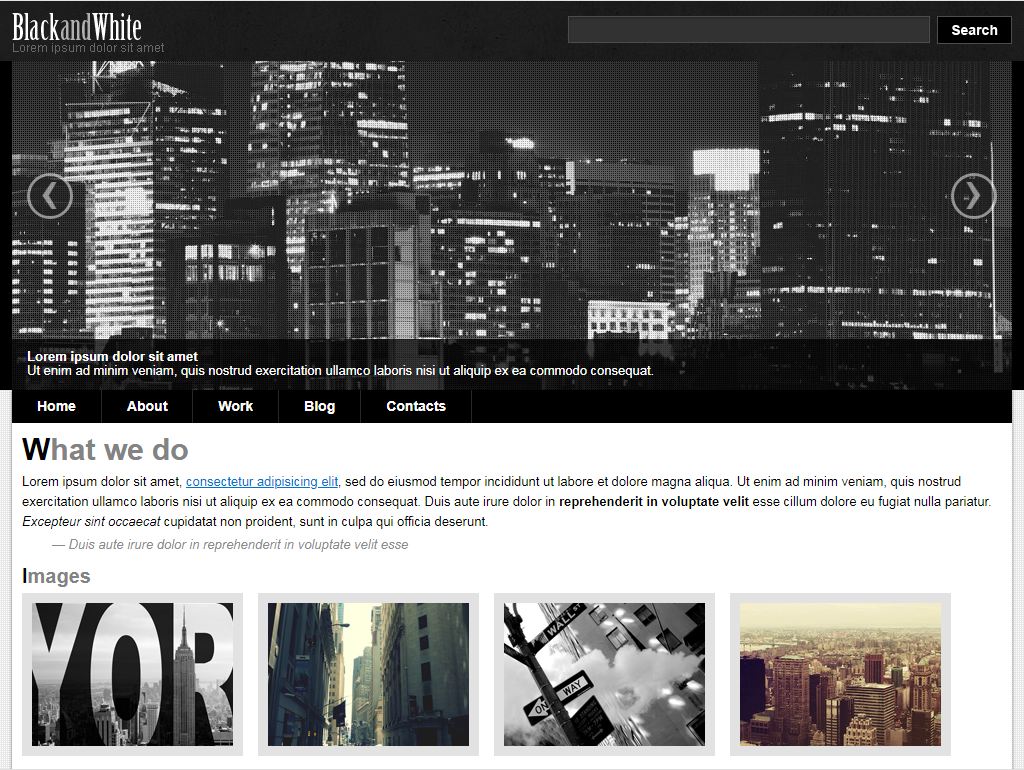 BlackandWhite
Lorem ipsum dolor sit amet
Search
Lorem ipsum dolor sit amet
Ut enim ad minim veniam, quis nostrud exercitation ullamco laboris nisi ut aliquip ex ea commodo consequat.
Home About Work Blog Contacts
What we do
Lorem ipsum dolor sit amet, consectetur adipisicing elit, sed do eiusmod tempor incididunt ut labore et dolore magna aliqua. Ut enim ad minim veniam, quis nostrud
exercitation ullamco laboris nisi ut aliquip ex ea commodo consequat. Duis aute irure dolor in reprehenderit in voluptate velit esse cillum dolore eu fugiat nulla pariatur.
Excepteur sint occaecat cupidatat non proident, sunt in culpa qui officia deserunt.
— Duis aute irure dolor in reprehenderit in voluptate velit esse
Images
YOR
WALL ST
ONE WAY